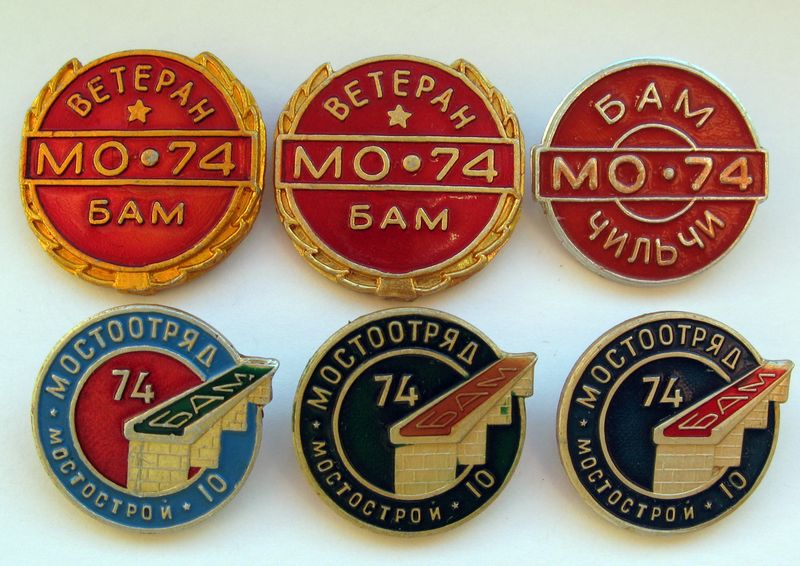 ВЕТЕРАН
МО·74
БАМ
ВЕТЕРАН
МО·74
БАМ
БАМ
МО·74
ЧИЛЬЧИ
МОСТООТРЯД
74
БАМ
МОСТОСТРОЙ 10
МОСТООТРЯД
74
БАМ
МОСТОСТРОЙ 10
МОСТООТРЯД
74
БАМ
МОСТОСТРОЙ 10